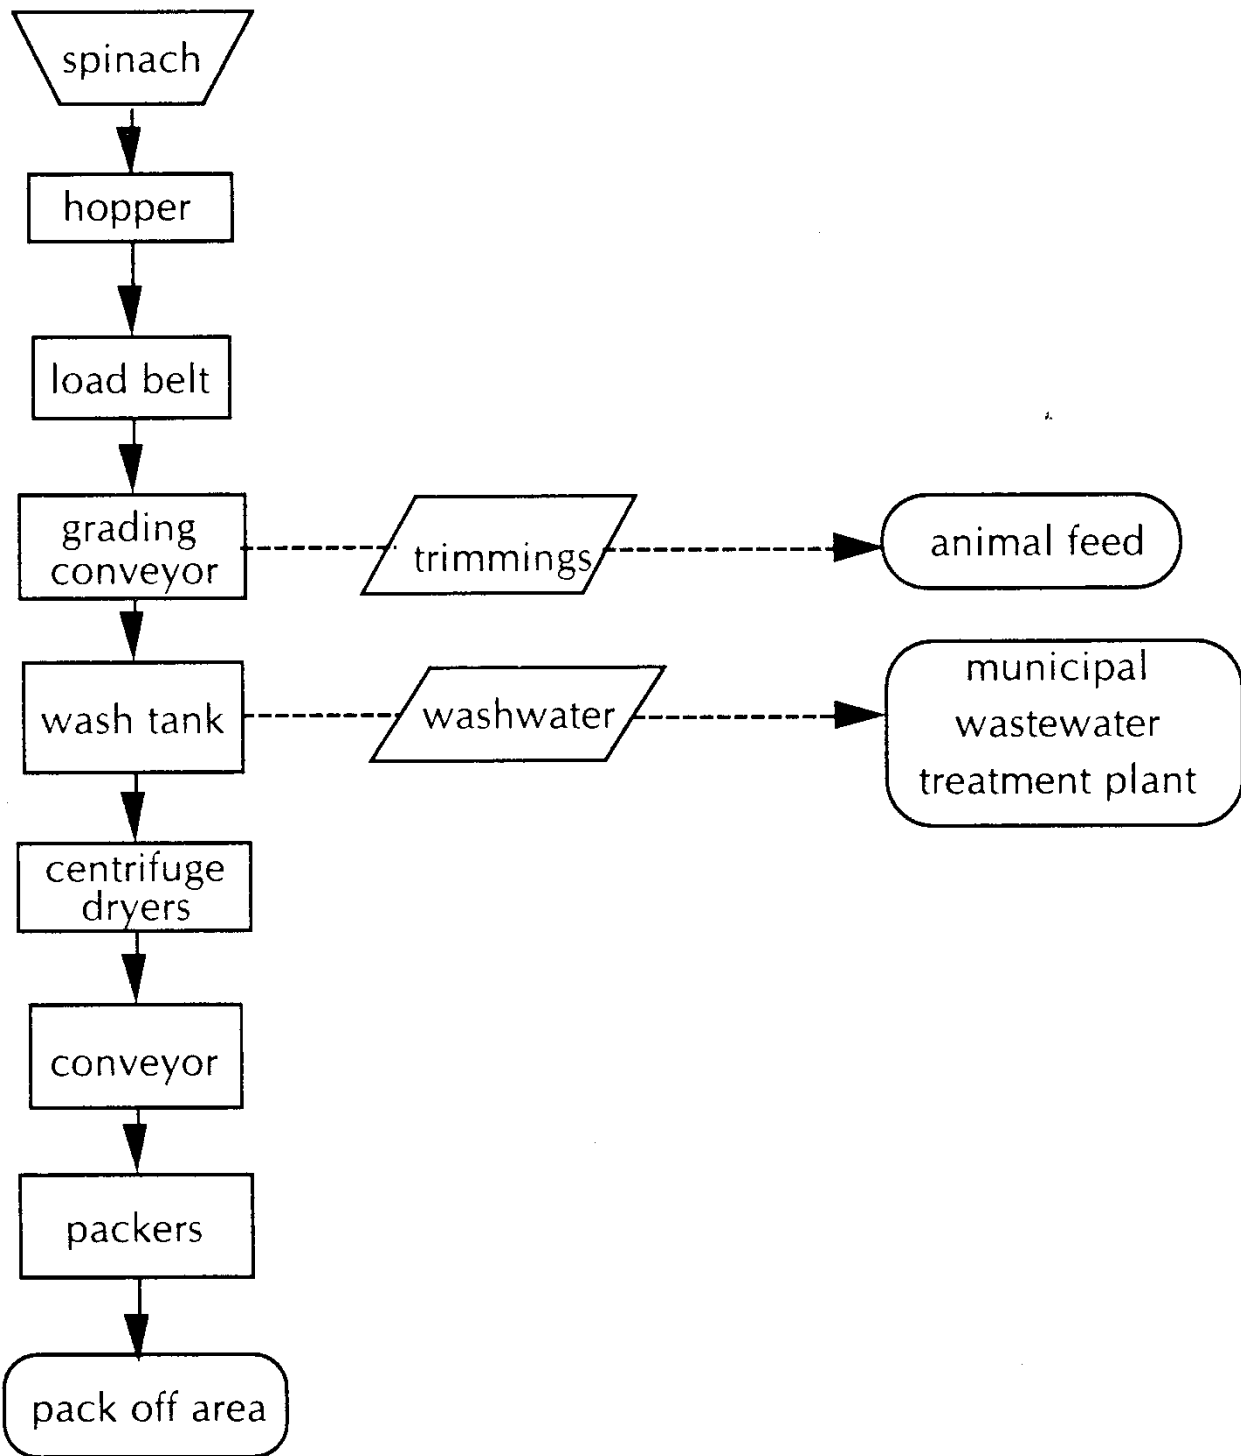 spinach
hopper
load belt
grading
conveyor
trimmings
animal feed
wash tank
washwater
municipal
wastewater
treatment plant
centrifuge
dryers
conveyor
packers
pack off area